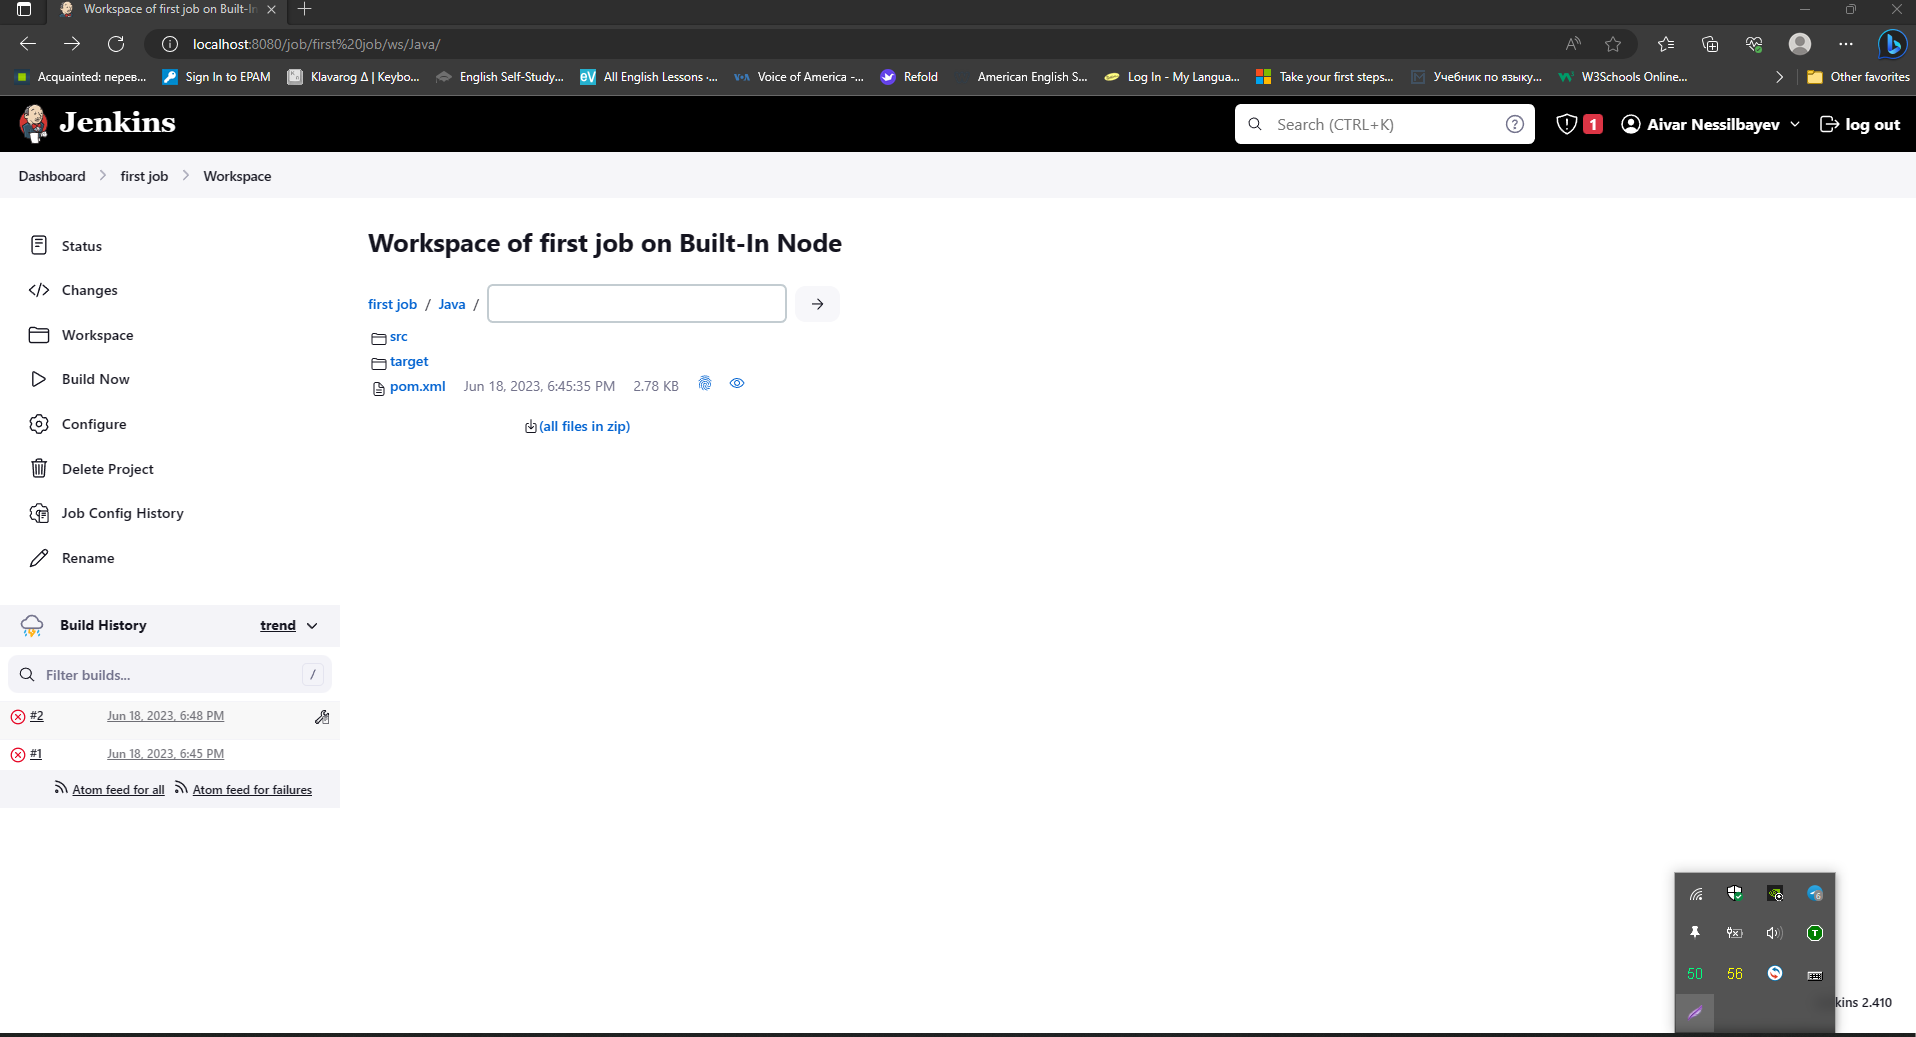 Workspace of first job on Built-In
localhost:8080/job/first%20job/ws/Java/
Acquainted: перев...
Sign In to EPAM
Klavarog Δ | Keybo...
English Self-Study...
All English Lessons -...
Voice of America -...
Refold
American English S...
Log In - My Langua...
Take your first steps...
Учебник по языку...
W3Schools Online...
Other favorites
Jenkins
Search (CTRL+K)
1
Aivar Nessilbayev
log out
Dashboard
first job
Workspace
Status
Changes
Workspace
Build Now
Configure
Delete Project
Job Config History
Rename
Build History
trend
Filter builds...
/
#2 Jun 18, 2023, 6:48 PM
#1 Jun 18, 2023, 6:45 PM
Atom feed for all Atom feed for failures
Workspace of first job on Built-In Node
first job / Java /
src
target
pom.xml Jun 18, 2023, 6:45:35 PM 2.78 KB
(all files in zip)
50 56
kins 2.410